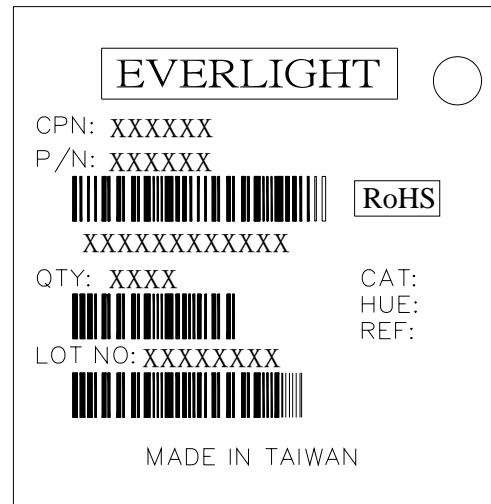 EVERLIGHT
CPN: XXXXXX
P/N: XXXXXX
RoHS
XXXXXXXXXXXX
QTY: XXXX
CAT:
HUE:
REF:
LOT NO: XXXXXXXX
MADE IN TAIWAN